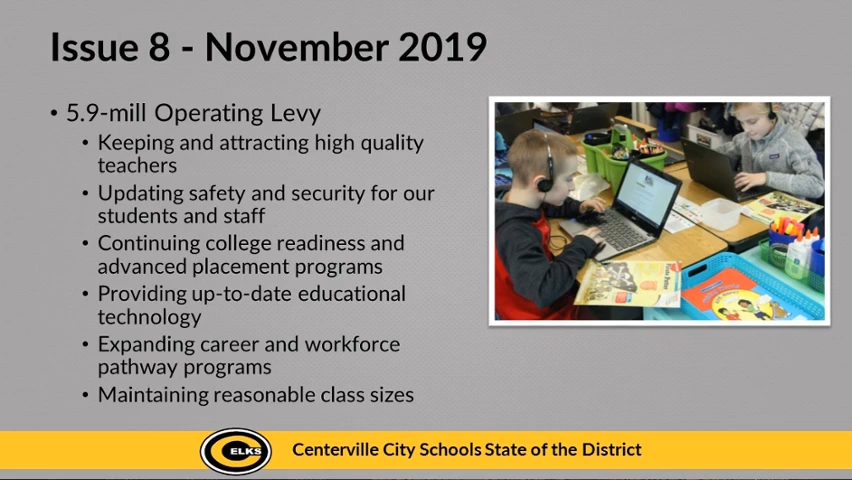 Issue 8 - November 2019
• 5.9-mill Operating Levy
• Keeping and attracting high quality
teachers
• Updating safety and security for our
students and staff
• Continuing college readiness and
advanced placement programs
• Providing up-to-date educational
technology
• Expanding career and workforce
pathway programs
• Maintaining reasonable class sizes
ELKS
Centerville City Schools State of the District